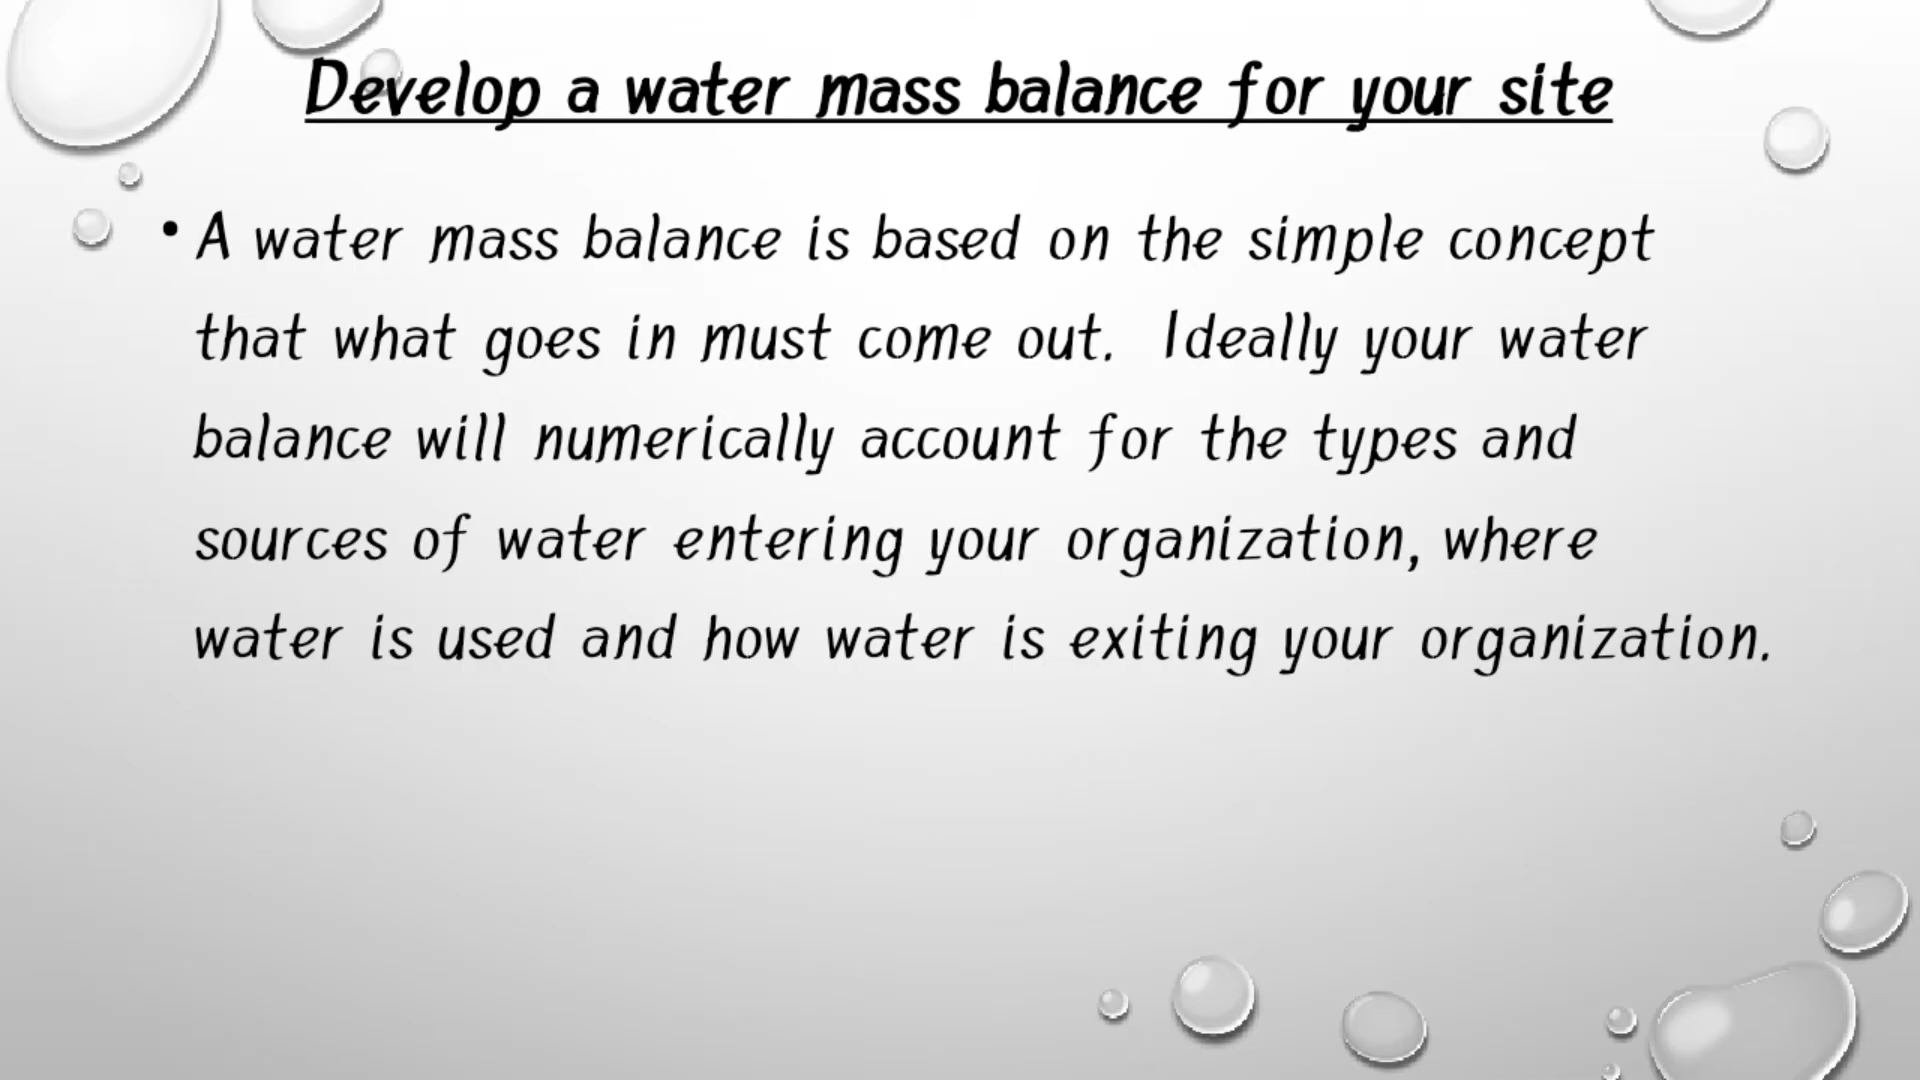 Develop a water mass balance for your site
• A water mass balance is based on the simple concept
that what goes in must come out.  Ideally your water
balance will numerically account for the types and
sources of water entering your organization, where
water is used and how water is exiting your organization.